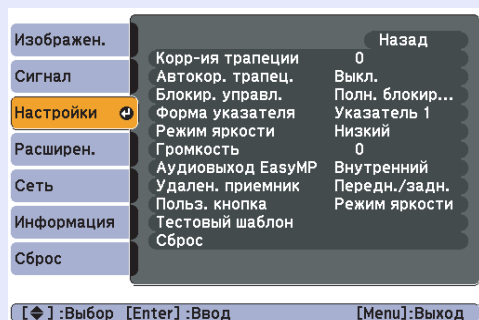 Изображен.
Сигнал
Настройки
Расширен.
Сеть
Информация
Сброс
Назад
Корр-ия трапеции 0
Автокор. трапец. Выкл.
Блокир. управл. Полн. блокир...
Форма указателя Указатель 1
Режим яркости Низкий
Громкость 0
Аудиовыход EasyMP Внутренний
Удален. приемник Передн./задн.
Польз. кнопка Режим яркости
Тестовый шаблон
Сброс
[◆] :Выбор [Enter] :Ввод [Menu]:Выход